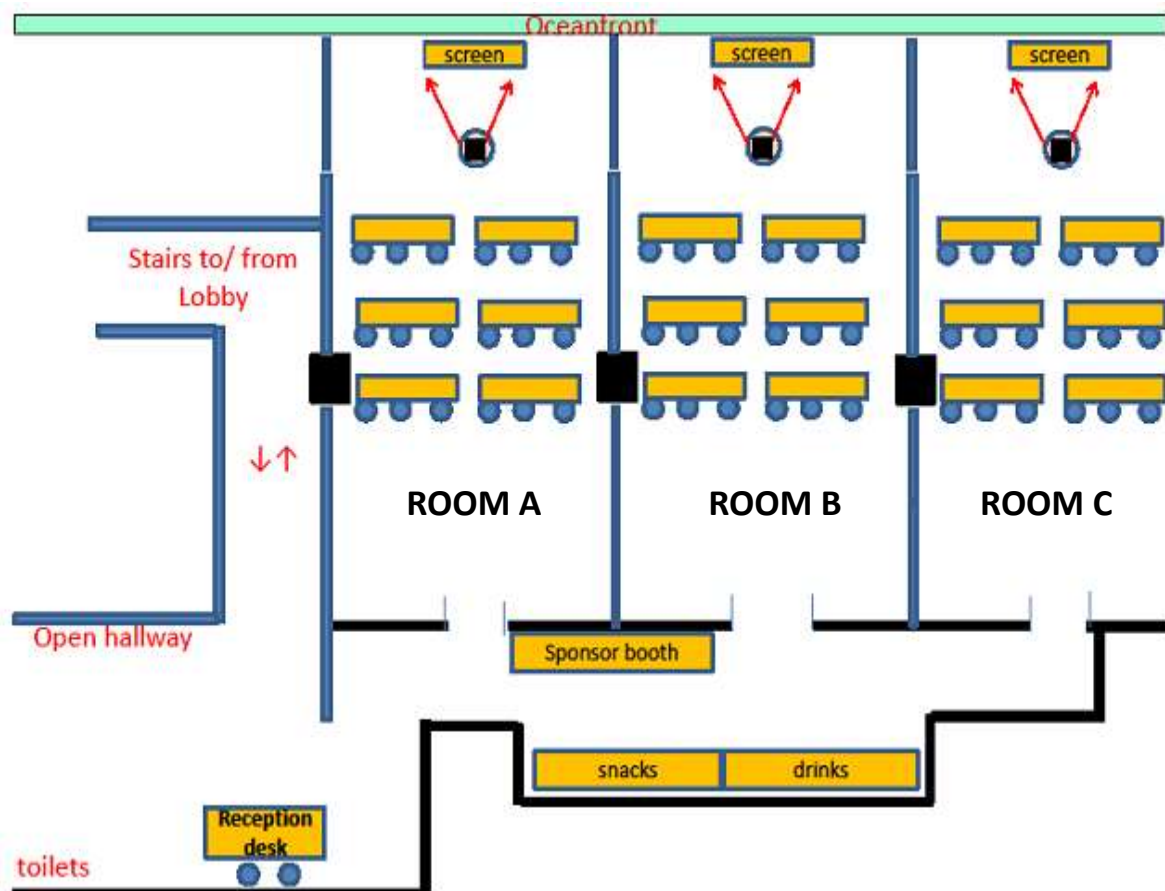 Oceanfront
screen
screen
screen
Stairs to/ from
Lobby
↓↑
ROOM A
ROOM B
ROOM C
Open hallway
Sponsor booth
snacks
drinks
Reception
desk
toilets